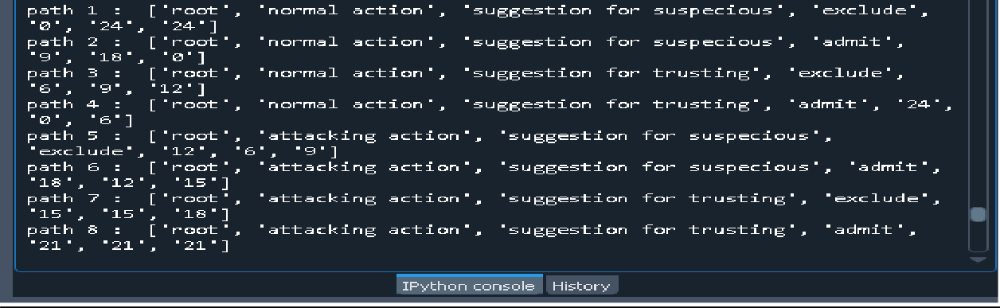 path 1 :  ['root', 'normal action', 'suggestion for suspecious', 'exclude',
'0', '24', '24']
path 2 :  ['root', 'normal action', 'suggestion for suspecious', 'admit',
'9', '18', '0']
path 3 :  ['root', 'normal action', 'suggestion for trusting', 'exclude',
'6', '9', '12']
path 4 :  ['root', 'normal action', 'suggestion for trusting', 'admit', '24',
'0', '6']
path 5 :  ['root', 'attacking action', 'suggestion for suspecious',
'exclude', '12', '6', '9']
path 6 :  ['root', 'attacking action', 'suggestion for suspecious', 'admit',
'18', '12', '15']
path 7 :  ['root', 'attacking action', 'suggestion for trusting', 'exclude',
'15', '15', '18']
path 8 :  ['root', 'attacking action', 'suggestion for trusting', 'admit',
'21', '21', '21']
IPython console History